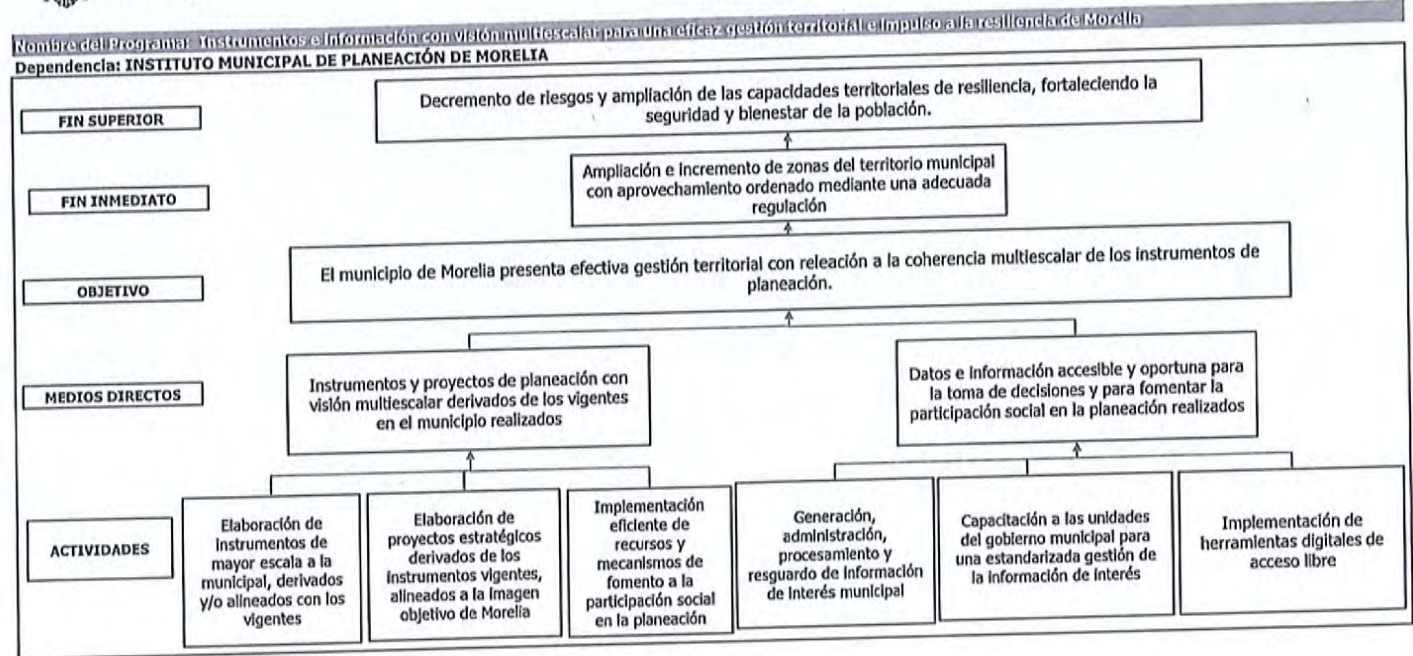 Nombre del Programa: Instrumentos e Información con visión multiescalar para una eficaz gestión territorial e Impulso a la resiliencia de Morelia
Dependencia: INSTITUTO MUNICIPAL DE PLANEACIÓN DE MORELIA
FIN SUPERIOR
Decremento de riesgos y ampliación de las capacidades territoriales de resiliencia, fortaleciendo la
seguridad y bienestar de la población.
FIN INMEDIATO
Ampliación e incremento de zonas del territorio municipal
con aprovechamiento ordenado mediante una adecuada
regulación
OBJETIVO
El municipio de Morelia presenta efectiva gestión territorial con releación a la coherencia multiescalar de los instrumentos de
planeación.
MEDIOS DIRECTOS
Instrumentos y proyectos de planeación con
visión multiescalar derivados de los vigentes
en el municipio realizados
Datos e Información accesible y oportuna para
la toma de decisiones y para fomentar la
participación social en la planeación realizados
ACTIVIDADES
Elaboración de
Instrumentos de
mayor escala a la
municipal, derivados
y/o alineados con los
vigentes
Elaboración de
proyectos estratégicos
derivados de los
Instrumentos vigentes,
alineados a la Imagen
objetivo de Morelia
Implementación
eficiente de
recursos y
mecanismos de
fomento a la
participación social
en la planeación
Generación,
administración,
procesamiento y
resguardo de Información
de Interés municipal
Capacitación a las unidades
del gobierno municipal para
una estandarizada gestión de
la Información de Interés
Implementación de
herramientas digitales de
acceso libre